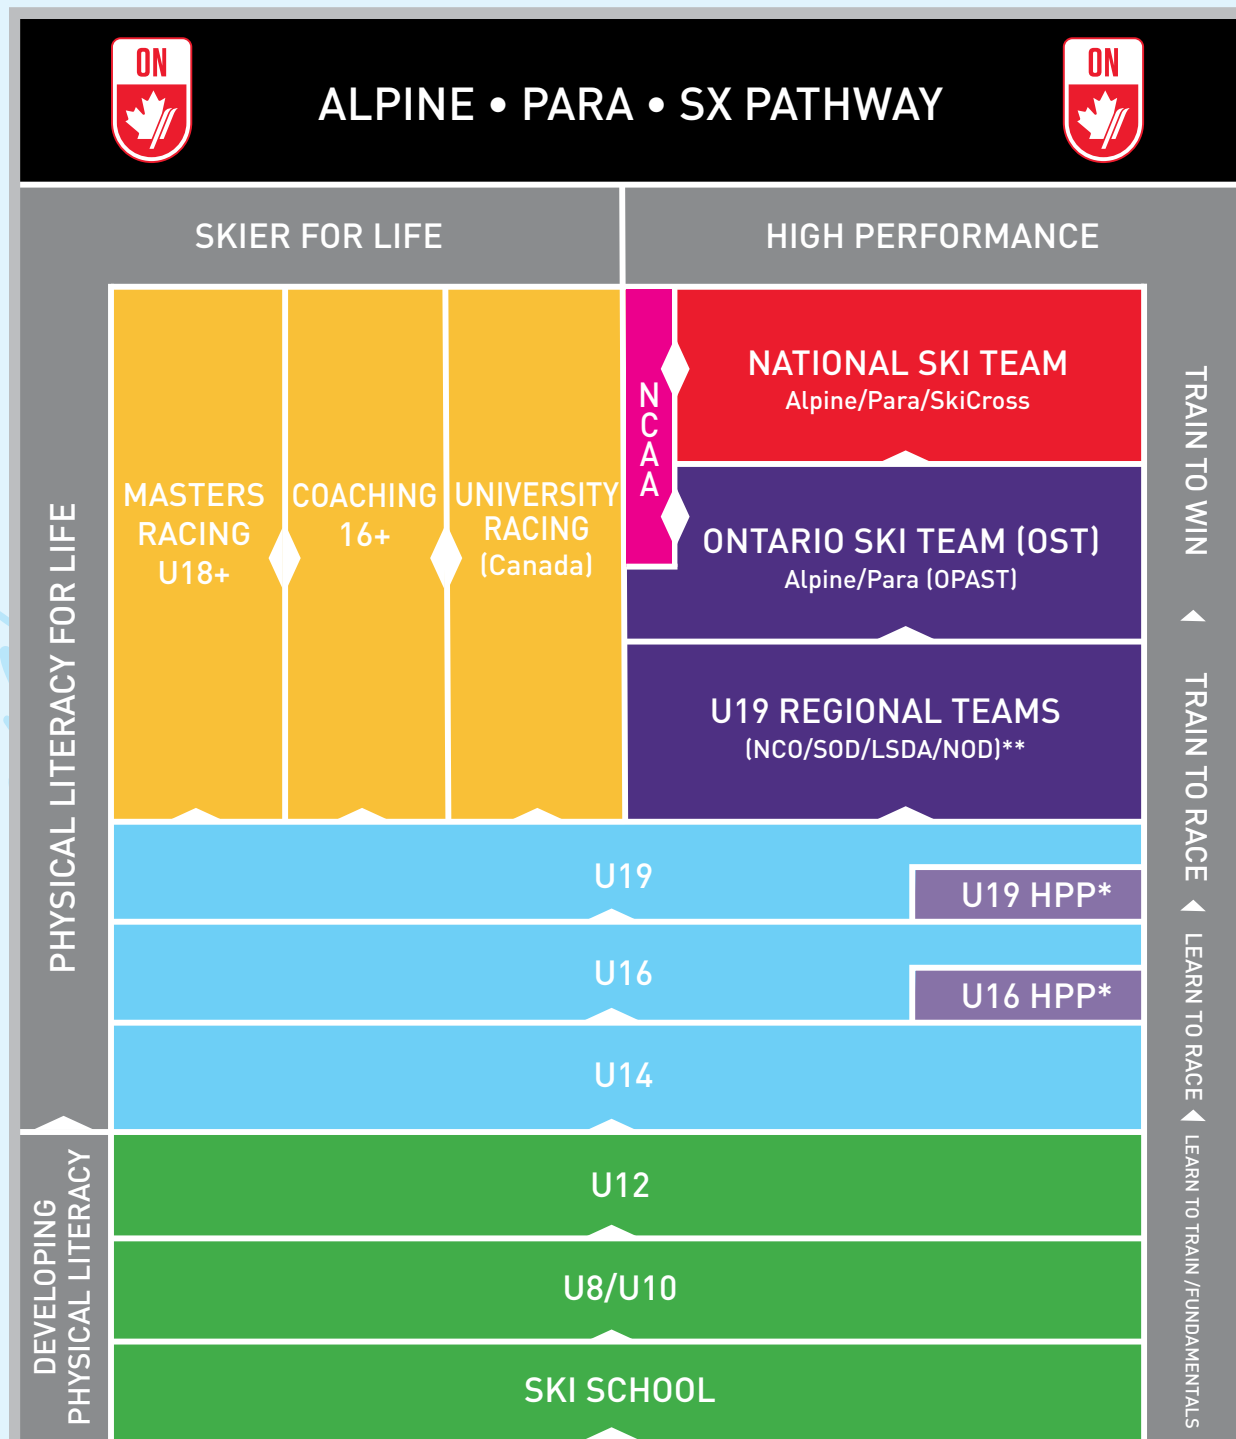 ON
ALPINE • PARA • SX PATHWAY
ON
SKIER FOR LIFE
HIGH PERFORMANCE
MASTERS
RACING
U18+
COACHING
16+
UNIVERSITY
RACING
(Canada)
NCAA
NATIONAL SKI TEAM
Alpine/Para/SkiCross
ONTARIO SKI TEAM (OST)
Alpine/Para (OPAST)
U19 REGIONAL TEAMS
(NCO/SOD/LSDA/NOD)**
U19
U19 HPP*
U16
U16 HPP*
U14
U12
U8/U10
SKI SCHOOL
PHYSICAL LITERACY FOR LIFE
DEVELOPING
PHYSICAL LITERACY
TRAIN TO WIN
TRAIN TO RACE
LEARN TO RACE
LEARN TO TRAIN /FUNDAMENTALS